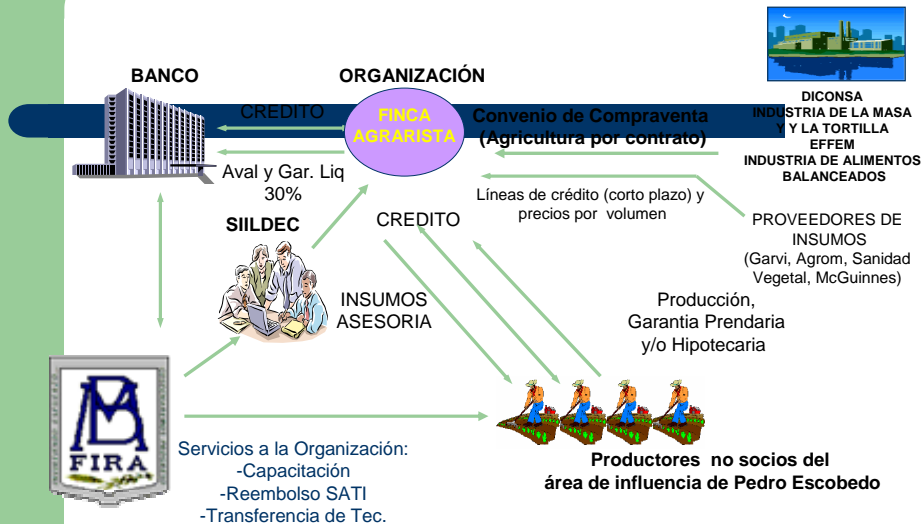 BANCO
ORGANIZACIÓN
CREDITO
FINCA
AGRARISTA
Convenio de Compraventa
(Agricultura por contrato)
DICONSA
INDUSTRIA DE LA MASA
Y Y LA TORTILLA
EFFEM
INDUSTRIA DE ALIMENTOS
BALANCEADOS
Aval y Gar. Liq
30%
Líneas de crédito (corto plazo) y
precios por volumen
SIILDEC
CREDITO
PROVEEDORES DE
INSUMOS
(Garvi, Agrom, Sanidad
Vegetal, McGuinnes)
INSUMOS
ASESORIA
Producción,
Garantia Prendaria
y/o Hipotecaria
FIRA
Servicios a la Organización:
-Capacitación
-Reembolso SATI
-Transferencia de Tec.
Productores no socios del
área de influencia de Pedro Escobedo